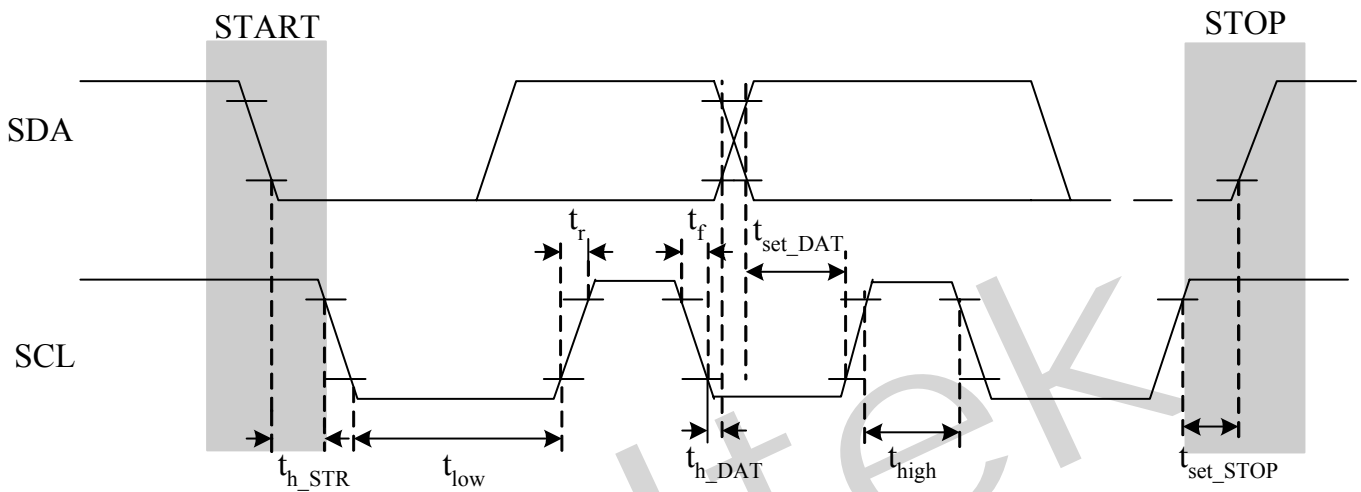 START
STOP
SDA
t_r
t_f
t_set_DAT
SCL
t_h_STR
t_low
t_h_DAT
t_high
t_set_STOP